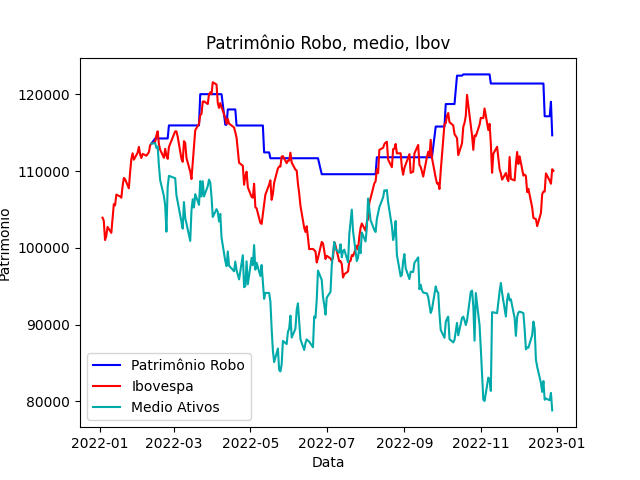 Patrimônio Robo, medio, Ibov
Patrimonio
120000
110000
100000
90000
80000
Patrimônio Robo
Ibovespa
Medio Ativos
2022-01
2022-03
2022-05
2022-07
2022-09
2022-11
2023-01
Data